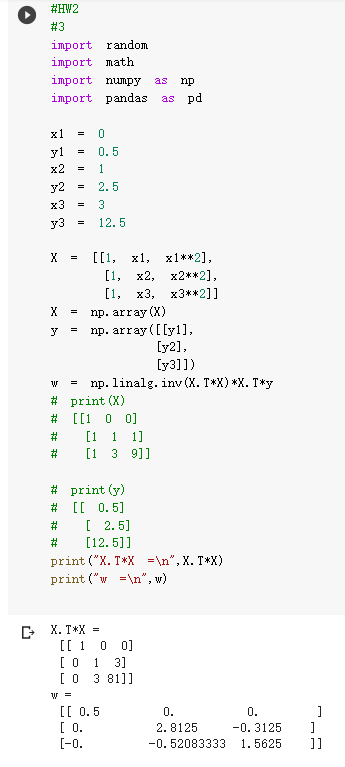 #HW2
#3
import random
import math
import numpy as np
import pandas as pd

x1 = 0
y1 = 0.5
x2 = 1
y2 = 2.5
x3 = 3
y3 = 12.5

X = [[1, x1, x1**2],
     [1, x2, x2**2],
     [1, x3, x3**2]]
X = np.array(X)
y = np.array([[y1],
              [y2],
              [y3]])
w = np.linalg.inv(X.T*X)*X.T*y
# print(X)
# [[1 0 0]
#  [1 1 1]
#  [1 3 9]]

# print(y)
# [[ 0.5]
#  [ 2.5]
#  [12.5]]
print("X.T*X =\n",X.T*X)
print("w =\n",w)

X.T*X =
 [[ 1  0  0]
 [ 0  1  3]
 [ 0  3 81]]
w =
 [[ 0.5         0.          0.        ]
 [ 0.          2.8125     -0.3125    ]
 [-0.         -0.52083333  1.5625    ]]